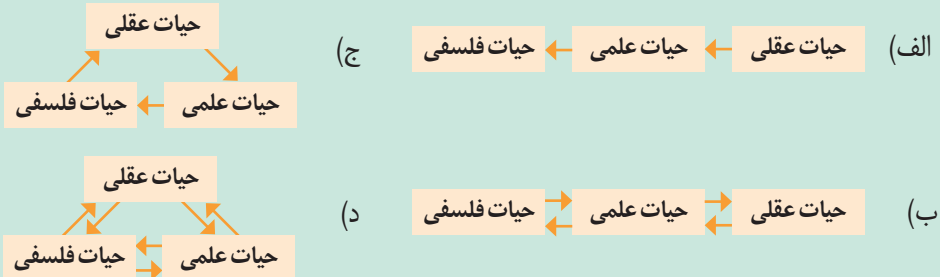 الف)
حیات عقلی
حیات علمی
حیات فلسفی
ج)
حیات عقلی
حیات علمی
حیات فلسفی
ب)
حیات عقلی
حیات علمی
حیات فلسفی
د)
حیات عقلی
حیات علمی
حیات فلسفی